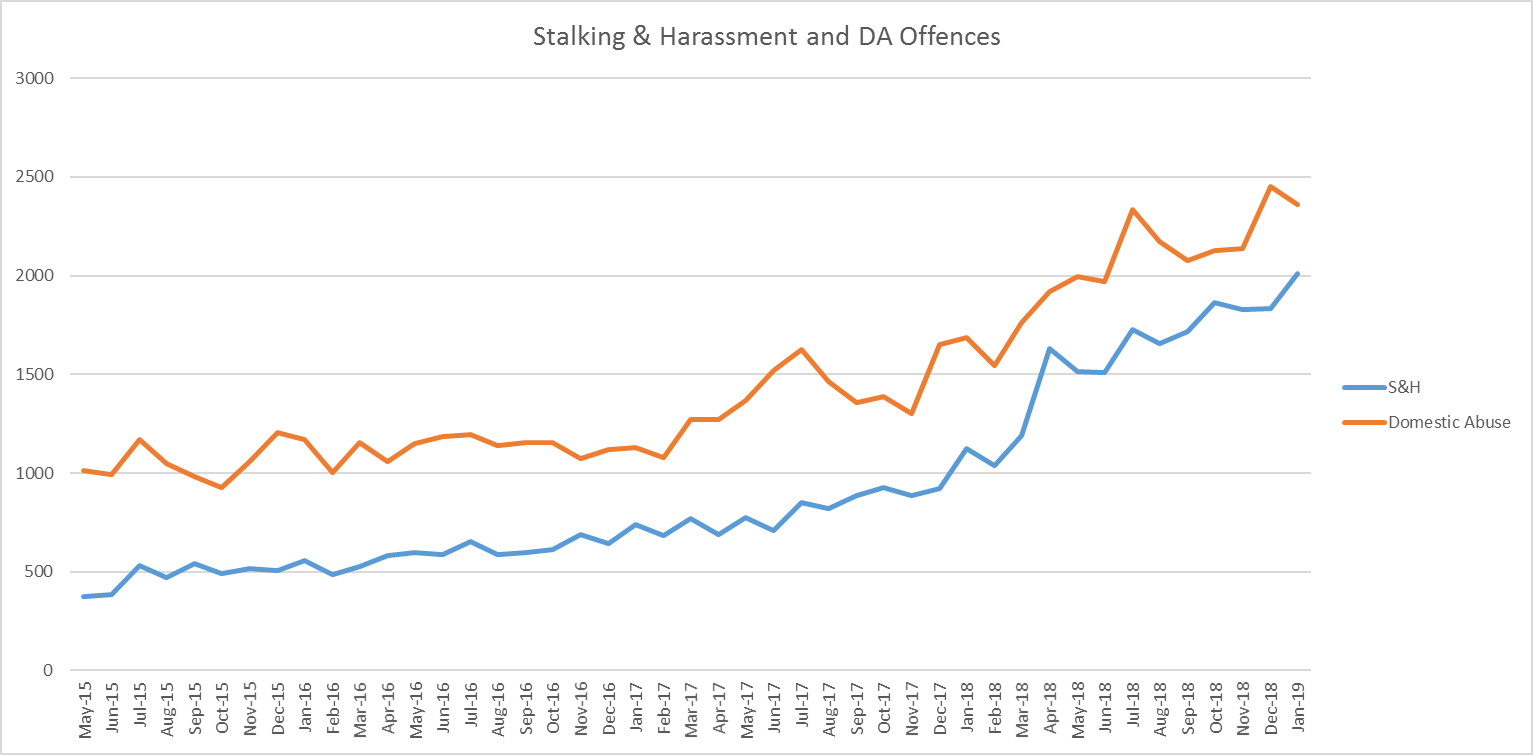 Stalking & Harassment and DA Offences
3000
2500
2000
1500
1000
500
0
S&H
Domestic Abuse
May-15
Jun-15
Jul-15
Aug-15
Sep-15
Oct-15
Nov-15
Dec-15
Jan-16
Feb-16
Mar-16
Apr-16
May-16
Jun-16
Jul-16
Aug-16
Sep-16
Oct-16
Nov-16
Dec-16
Jan-17
Feb-17
Mar-17
Apr-17
May-17
Jun-17
Jul-17
Aug-17
Sep-17
Oct-17
Nov-17
Dec-17
Jan-18
Feb-18
Mar-18
Apr-18
May-18
Jun-18
Jul-18
Aug-18
Sep-18
Oct-18
Nov-18
Dec-18
Jan-19